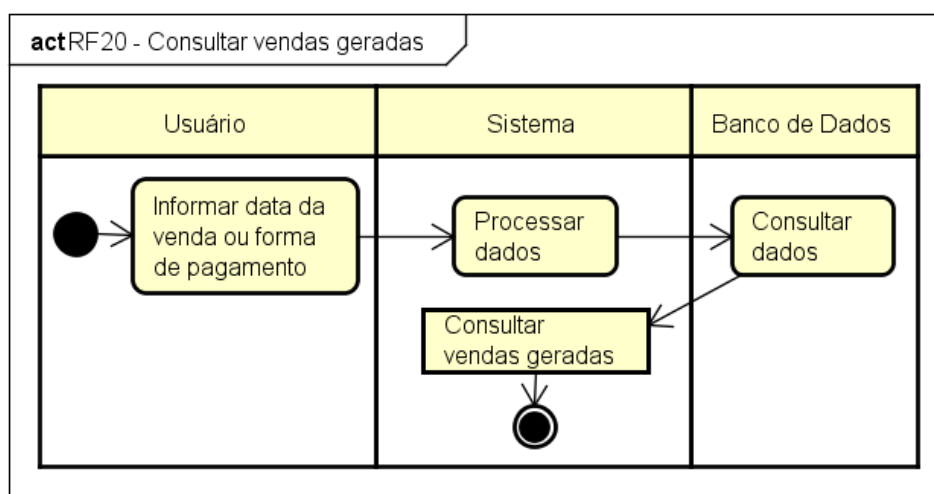 act RF20 - Consultar vendas geradas
Usuário
Sistema
Banco de Dados
Informar data da
venda ou forma
de pagamento
Processar
dados
Consultar
dados
Consultar
vendas geradas